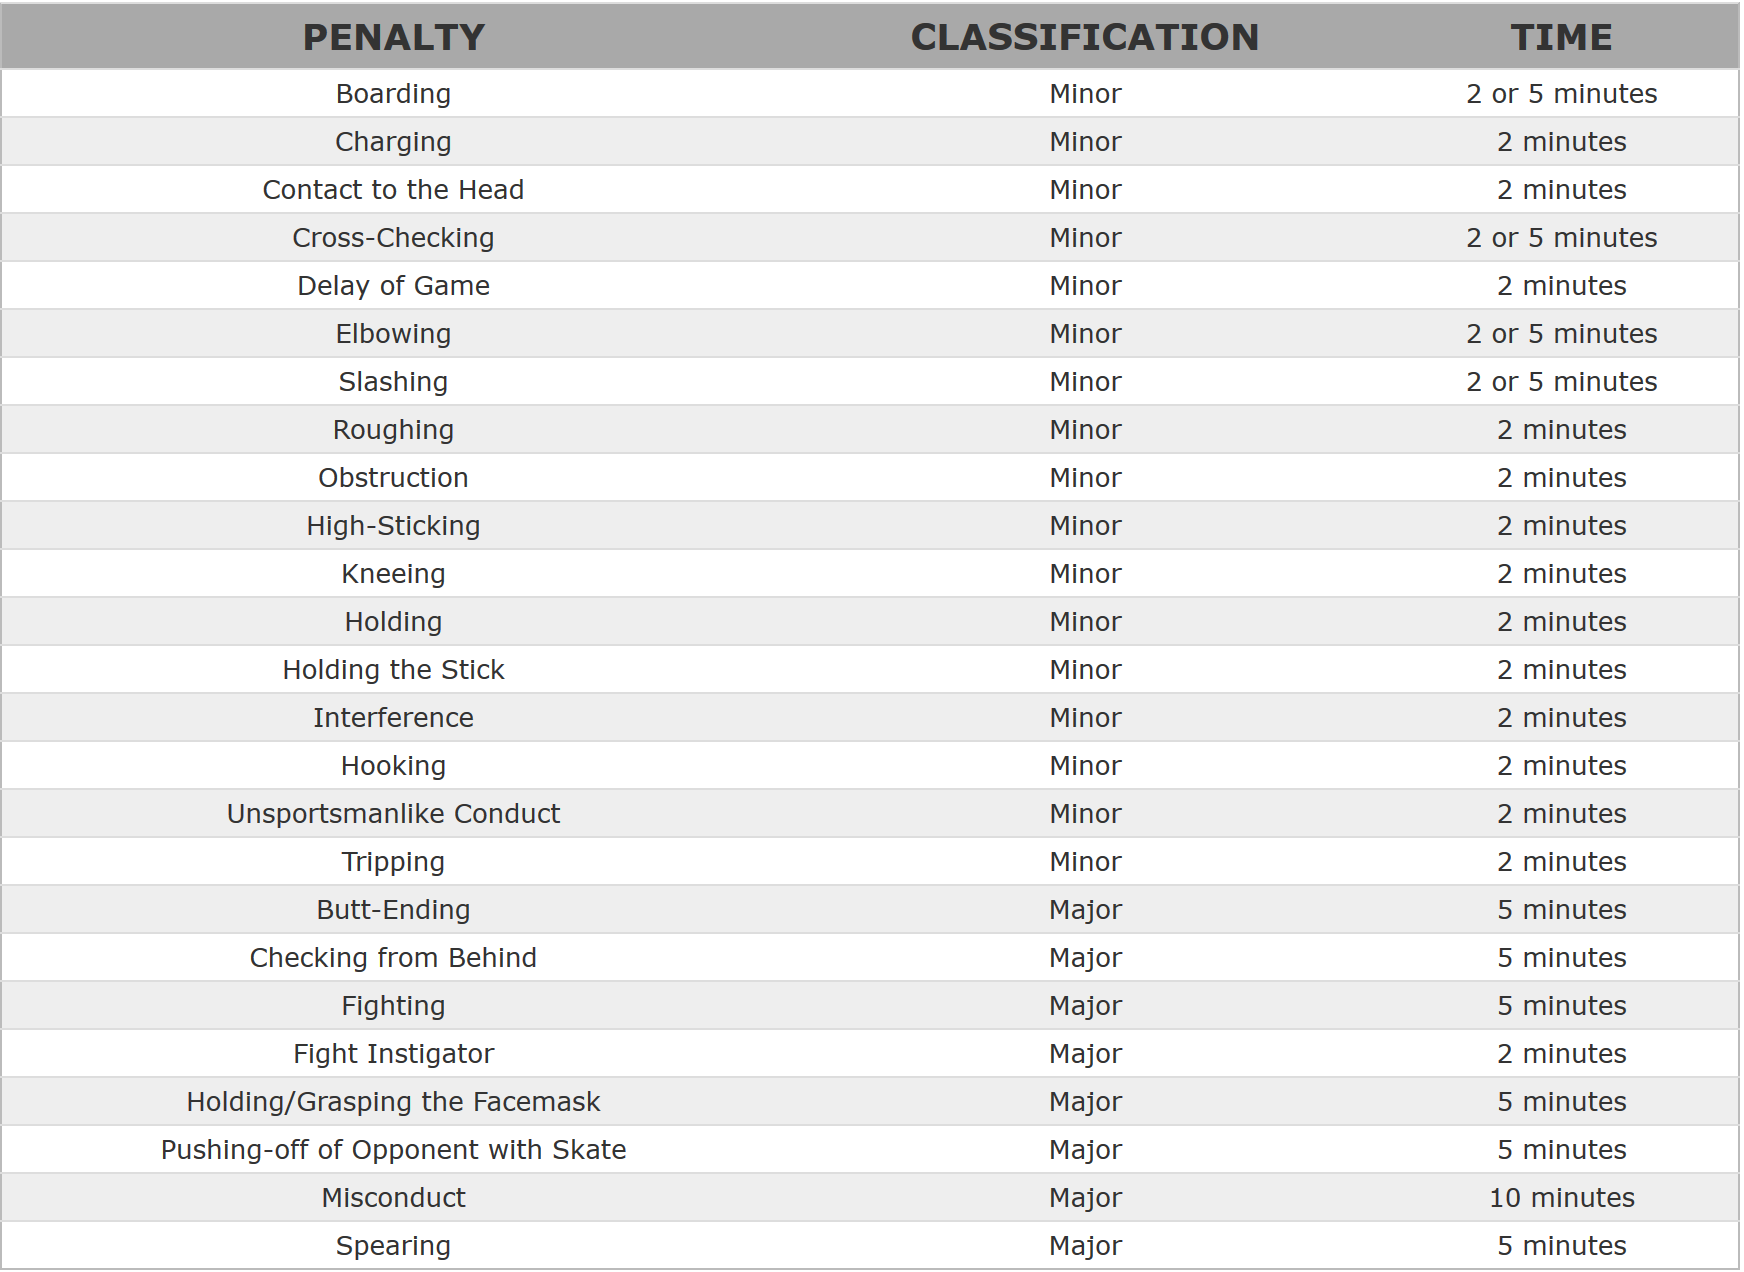 PENALTY CLASSIFICATION TIME
Boarding Minor 2 or 5 minutes
Charging Minor 2 minutes
Contact to the Head Minor 2 minutes
Cross-Checking Minor 2 or 5 minutes
Delay of Game Minor 2 minutes
Elbowing Minor 2 or 5 minutes
Slashing Minor 2 or 5 minutes
Roughing Minor 2 minutes
Obstruction Minor 2 minutes
High-Sticking Minor 2 minutes
Kneeing Minor 2 minutes
Holding Minor 2 minutes
Holding the Stick Minor 2 minutes
Interference Minor 2 minutes
Hooking Minor 2 minutes
Unsportsmanlike Conduct Minor 2 minutes
Tripping Minor 2 minutes
Butt-Ending Major 5 minutes
Checking from Behind Major 5 minutes
Fighting Major 5 minutes
Fight Instigator Major 2 minutes
Holding/Grasping the Facemask Major 5 minutes
Pushing-off of Opponent with Skate Major 5 minutes
Misconduct Major 10 minutes
Spearing Major 5 minutes